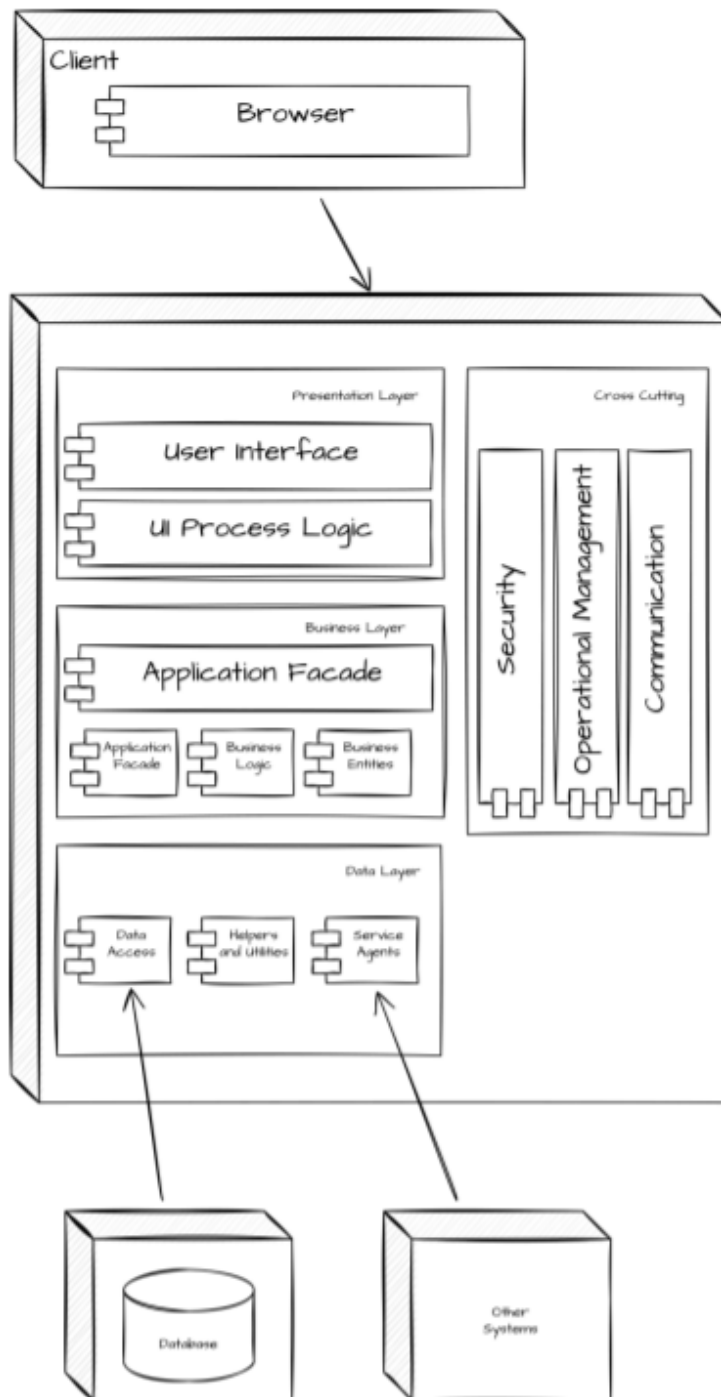 Client
Browser
Presentation Layer
User Interface
UI Process Logic
Cross Cutting
Security
Operational Management
Communication
Business Layer
Application Facade
Application
Facade
Business
Logic
Business
Entities
Data Layer
Data
Access
Helpers
and Utilities
Service
Agents
Database
Other
Systems